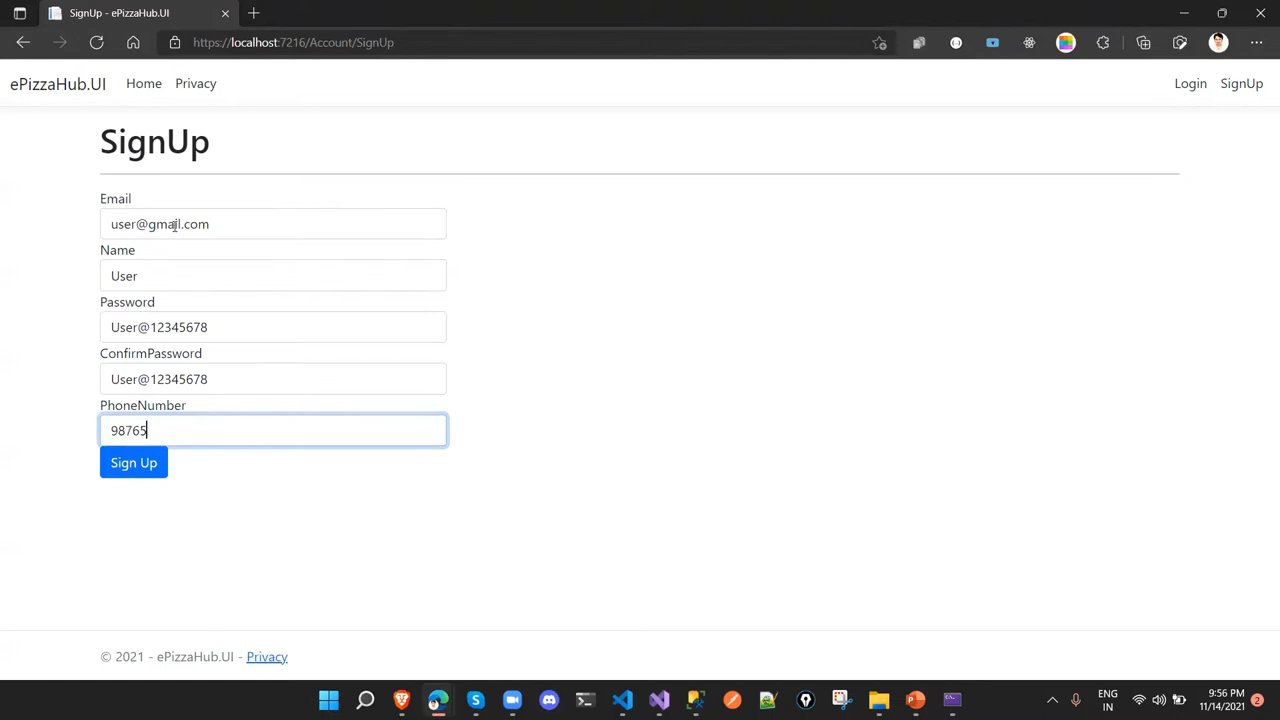 SignUp - ePizzaHub.UI
https://localhost:7216/Account/SignUp
ePizzaHub.UI Home Privacy Login SignUp
SignUp
Email
user@gmail.com
Name
User
Password
User@12345678
ConfirmPassword
User@12345678
PhoneNumber
98765
Sign Up
© 2021 - ePizzaHub.UI - Privacy
ENG
IN
9:56 PM
11/14/2021
2